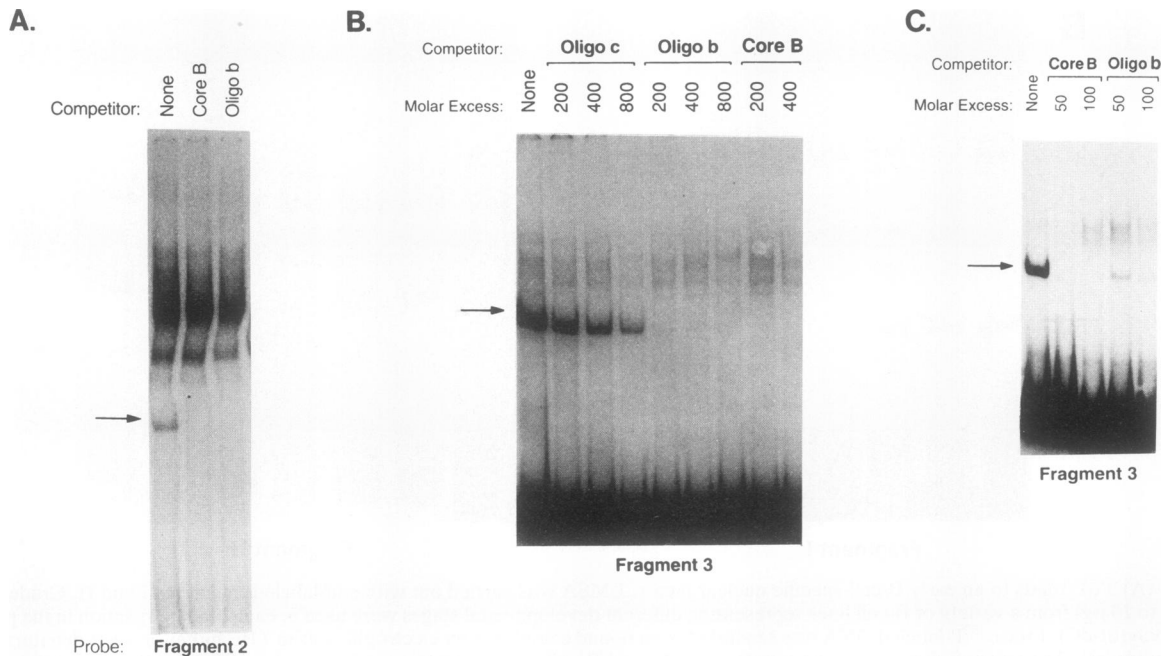 A.
Competitor:
None
Core B
Oligo b
Probe: Fragment 2
B.
Competitor: Oligo c Oligo b Core B
Molar Excess: None 200 400 800 200 400 800 200 400
Fragment 3
C.
Competitor: Core B Oligo b
Molar Excess: None 50 100 50 100
Fragment 3